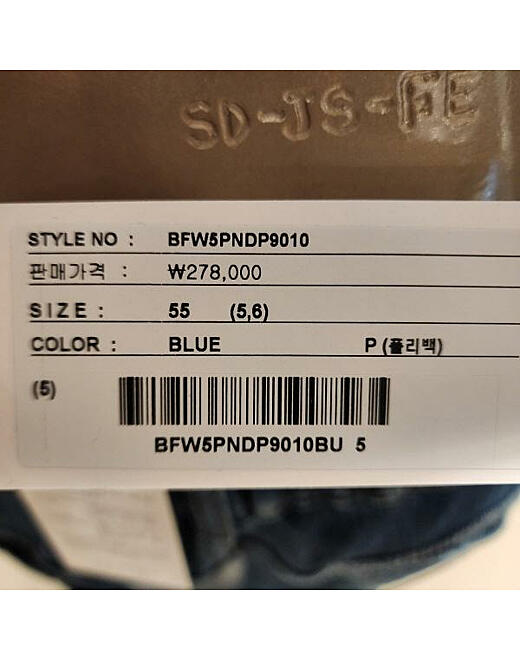 SD-JS-FE
STYLE NO : BFW5PNDP9010
판매가격 : ₩278,000
SIZE : 55 (5,6)
COLOR : BLUE P (폴리백)
(5)
BFW5PNDP9010BU 5